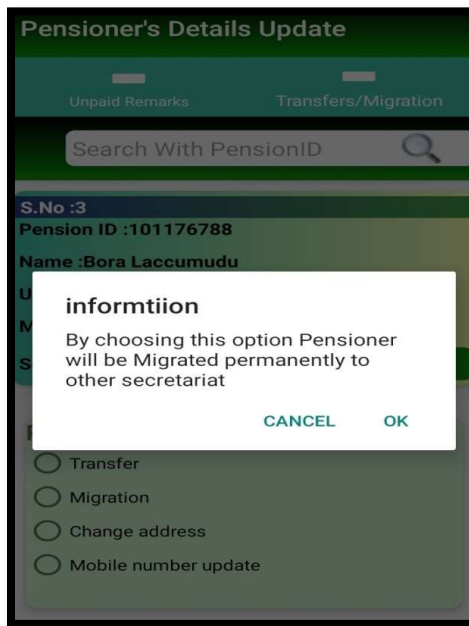 Pensioner's Details Update
Unpaid Remarks
Transfers/Migration
Search With PensionID
S.No :3
Pension ID :101176788
Name :Bora Laccumudu
informtiion
By choosing this option Pensioner
will be Migrated permanently to
other secretariat
CANCEL OK
Transfer
Migration
Change address
Mobile number update